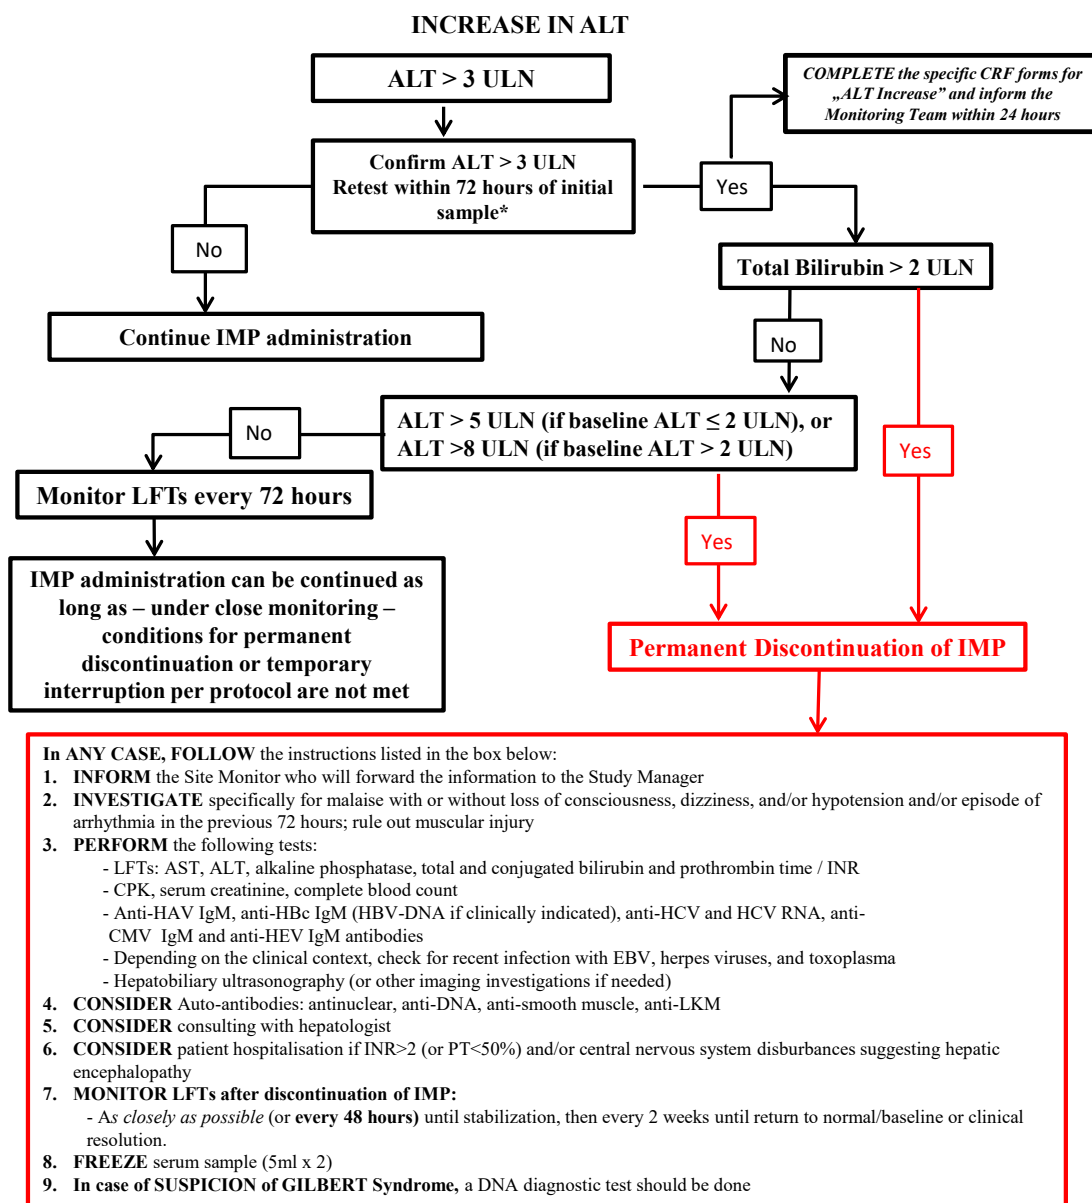 INCREASE IN ALT
ALT > 3 ULN
COMPLETE the specific CRF forms for
„ALT Increase” and inform the
Monitoring Team within 24 hours
Confirm ALT > 3 ULN
Retest within 72 hours of initial
sample*
Yes
No
Total Bilirubin > 2 ULN
Continue IMP administration
No
ALT > 5 ULN (if baseline ALT ≤ 2 ULN), or
ALT >8 ULN (if baseline ALT > 2 ULN)
No
Yes
Monitor LFTs every 72 hours
Yes
IMP administration can be continued as
long as – under close monitoring –
conditions for permanent
discontinuation or temporary
interruption per protocol are not met
Permanent Discontinuation of IMP
In ANY CASE, FOLLOW the instructions listed in the box below:
1. INFORM the Site Monitor who will forward the information to the Study Manager
2. INVESTIGATE specifically for malaise with or without loss of consciousness, dizziness, and/or hypotension and/or episode of
arrhythmia in the previous 72 hours; rule out muscular injury
3. PERFORM the following tests:
- LFTs: AST, ALT, alkaline phosphatase, total and conjugated bilirubin and prothrombin time / INR
- CPK, serum creatinine, complete blood count
- Anti-HAV IgM, anti-HBc IgM (HBV-DNA if clinically indicated), anti-HCV and HCV RNA, anti-
CMV IgM and anti-HEV IgM antibodies
- Depending on the clinical context, check for recent infection with EBV, herpes viruses, and toxoplasma
- Hepatobiliary ultrasonography (or other imaging investigations if needed)
4. CONSIDER Auto-antibodies: antinuclear, anti-DNA, anti-smooth muscle, anti-LKM
5. CONSIDER consulting with hepatologist
6. CONSIDER patient hospitalisation if INR>2 (or PT<50%) and/or central nervous system disburbances suggesting hepatic
encephalopathy
7. MONITOR LFTs after discontinuation of IMP:
- As closely as possible (or every 48 hours) until stabilization, then every 2 weeks until return to normal/baseline or clinical
resolution.
8. FREEZE serum sample (5ml x 2)
9. In case of SUSPICION of GILBERT Syndrome, a DNA diagnostic test should be done